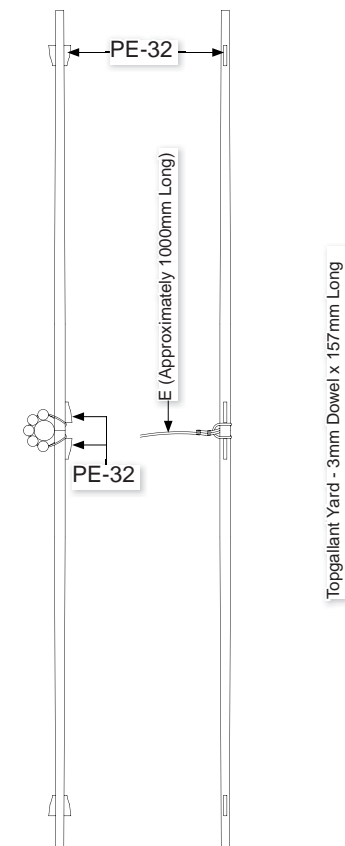 PE-32
E (Approximately 1000mm Long)
PE-32
Topgallant Yard - 3mm Dowel x 157mm Long